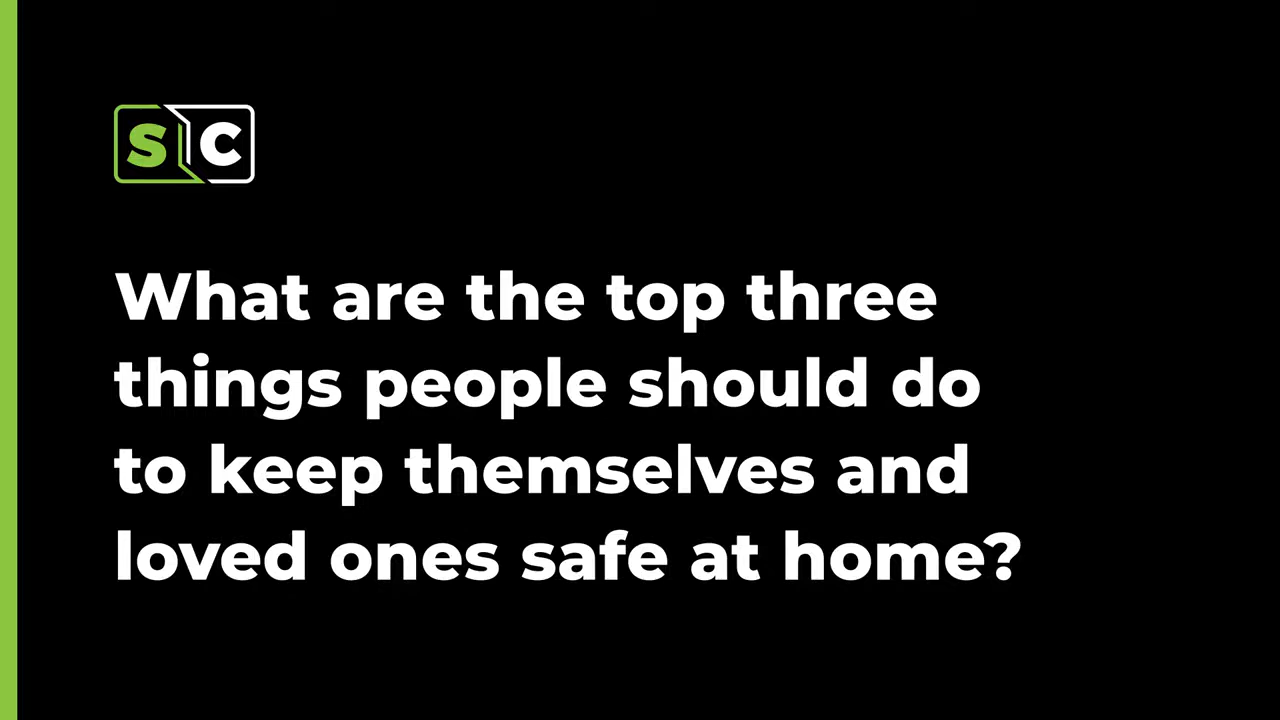 SC
What are the top three
things people should do
to keep themselves and
loved ones safe at home?